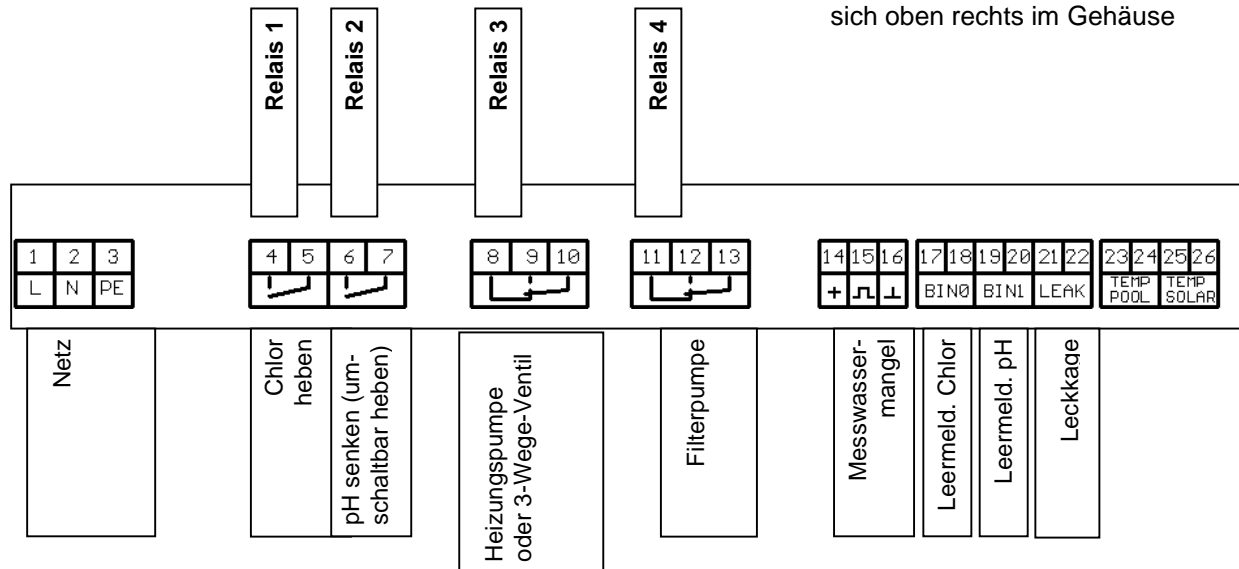 sich oben rechts im Gehäuse
Relais 1
Relais 2
Relais 3
Relais 4
1 2 3
L N PE
4 5 6 7
8 9 10
11 12 13
14 15 16
+
17 18 19 20 21 22
BIN0 BIN1 LEAK
23 24 25 26
TEMP POOL
TEMP SOLAR
Netz
Chlor
heben
pH senken (um-
schaltbar heben)
Heizungspumpe
oder 3-Wege-Ventil
Filterpumpe
Messwasser-
mangel
Leermeld. Chlor
Leermeld. pH
Leckkage